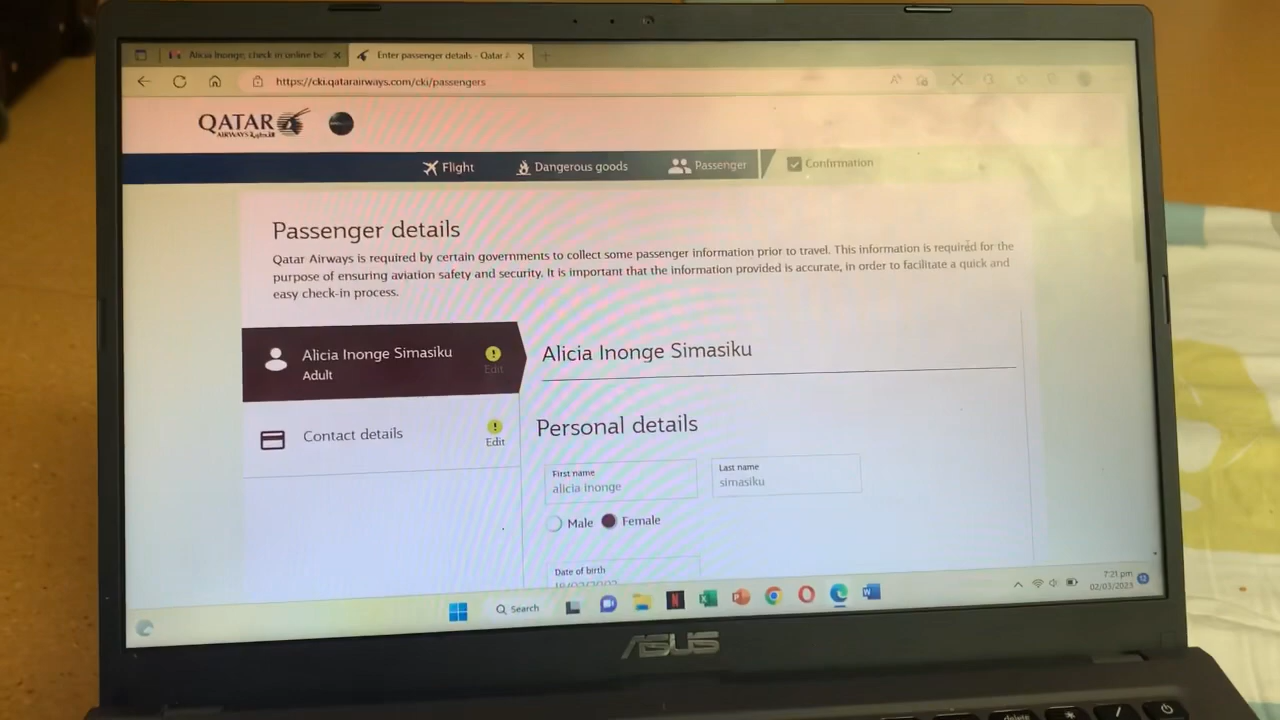 Alicia Inonge, check in online be
Enter passenger details - Qatar A
https://cki.qatarairways.com/cki/passengers
QATAR
AIRWAYS القطرية
Flight
Dangerous goods
Passenger
Confirmation
Passenger details
Qatar Airways is required by certain governments to collect some passenger information prior to travel. This information is required for the
purpose of ensuring aviation safety and security. It is important that the information provided is accurate, in order to facilitate a quick and
easy check-in process.
Alicia Inonge Simasiku
Adult
Edit
Contact details
Edit
Alicia Inonge Simasiku
Personal details
First name
alicia inonge
Last name
simasiku
Male
Female
Date of birth
Search
7:21 pm
02/03/2023
ASUS
delete